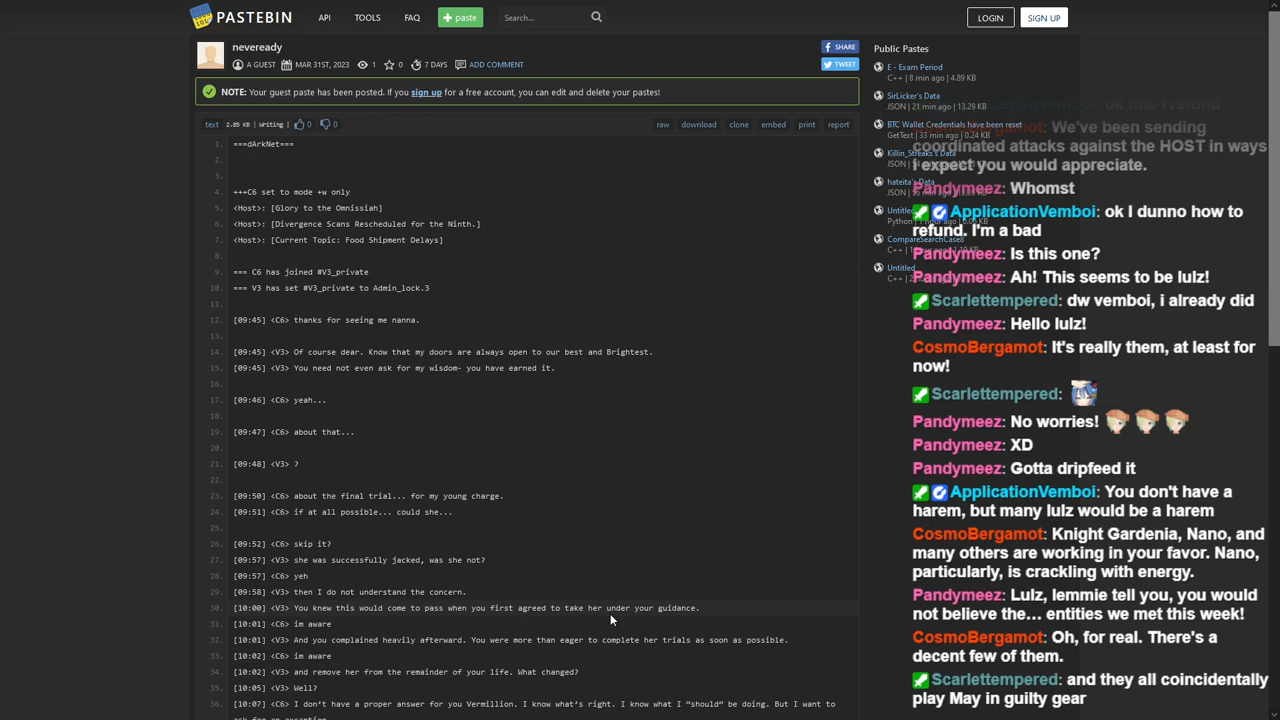 PASTEBIN
API
TOOLS
FAQ
paste
Search...
LOGIN
SIGN UP
neveready
A GUEST
MAR 31ST, 2023
1
0
7 DAYS
ADD COMMENT
SHARE
TWEET
NOTE: Your guest paste has been posted. If you sign up for a free account, you can edit and delete your pastes!
text
2.85 KB | Writing |
0
0
raw
download
clone
embed
print
report
1. ===dArkNet===
2.
3.
4. +++C6 set to mode +w only
5. <Host>: [Glory to the Omnissiah]
6. <Host>: [Divergence Scans Rescheduled for the Ninth.]
7. <Host>: [Current Topic: Food Shipment Delays]
8.
9. === C6 has joined #V3_private
10. === V3 has set #V3_private to Admin_lock.3
11.
12. [09:45] <C6> thanks for seeing me nanna.
13.
14. [09:45] <V3> Of course dear. Know that my doors are always open to our best and Brightest.
15. [09:45] <V3> You need not even ask for my wisdom- you have earned it.
16.
17. [09:46] <C6> yeah...
18.
19. [09:47] <C6> about that...
20.
21. [09:48] <V3> ?
22.
23. [09:50] <C6> about the final trial... for my young charge.
24. [09:51] <C6> if at all possible... could she...
25.
26. [09:52] <C6> skip it?
27. [09:57] <V3> she was successfully jacked, was she not?
28. [09:57] <C6> yeh
29. [09:58] <V3> then I do not understand the concern.
30. [10:00] <V3> You knew this would come to pass when you first agreed to take her under your guidance.
31. [10:01] <C6> im aware
32. [10:01] <V3> And you complained heavily afterward. You were more than eager to complete her trials as soon as possible.
33. [10:02] <C6> im aware
34. [10:02] <V3> and remove her from the remainder of your life. What changed?
35. [10:05] <V3> Well?
36. [10:07] <C6> I don't have a proper answer for you Vermillion. I know what's right. I know what I “should” be doing. But I want to
ask for an exception
Public Pastes
E - Exam Period
C++ | 8 min ago | 4.89 KB
SirLicker's Data
JSON | 21 min ago | 13.29 KB
BTC Wallet Credentials have been reset
GetText | 33 min ago | 0.24 KB
Killin_Streaks's Data
hateita's Data
Untitled
CompareSearchCase8
Untitled
ok fine I refund
We've been sending
coordinated attacks against the HOST in ways
I expect you would appreciate.
Pandymeez: Whomst
ApplicationVemboi: ok I dunno how to
refund. I'm a bad
Pandymeez: Is this one?
Pandymeez: Ah! This seems to be lulz!
Scarlettempered: dw vemboi, i already did
Pandymeez: Hello lulz!
CosmoBergamot: It's really them, at least for
now!
Scarlettempered:
Pandymeez: No worries!
Pandymeez: XD
Pandymeez: Gotta dripfeed it
ApplicationVemboi: You don't have a
harem, but many lulz would be a harem
CosmoBergamot: Knight Gardenia, Nano, and
many others are working in your favor. Nano,
particularly, is crackling with energy.
Pandymeez: Lulz, lemmie tell you, you would
not believe the... entities we met this week!
CosmoBergamot: Oh, for real. There's a
decent few of them.
Scarlettempered: and they all coincidentally
play May in guilty gear